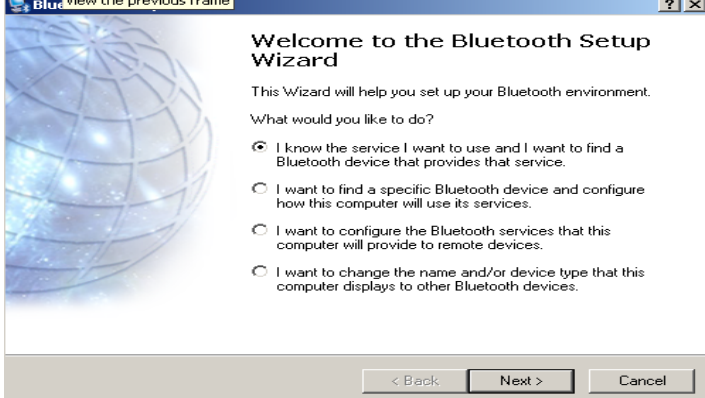 View the previous frame
Welcome to the Bluetooth Setup
Wizard
This Wizard will help you set up your Bluetooth environment.
What would you like to do?
I know the service I want to use and I want to find a
Bluetooth device that provides that service.
I want to find a specific Bluetooth device and configure
how this computer will use its services.
I want to configure the Bluetooth services that this
computer will provide to remote devices.
I want to change the name and/or device type that this
computer displays to other Bluetooth devices.
< Back Next > Cancel